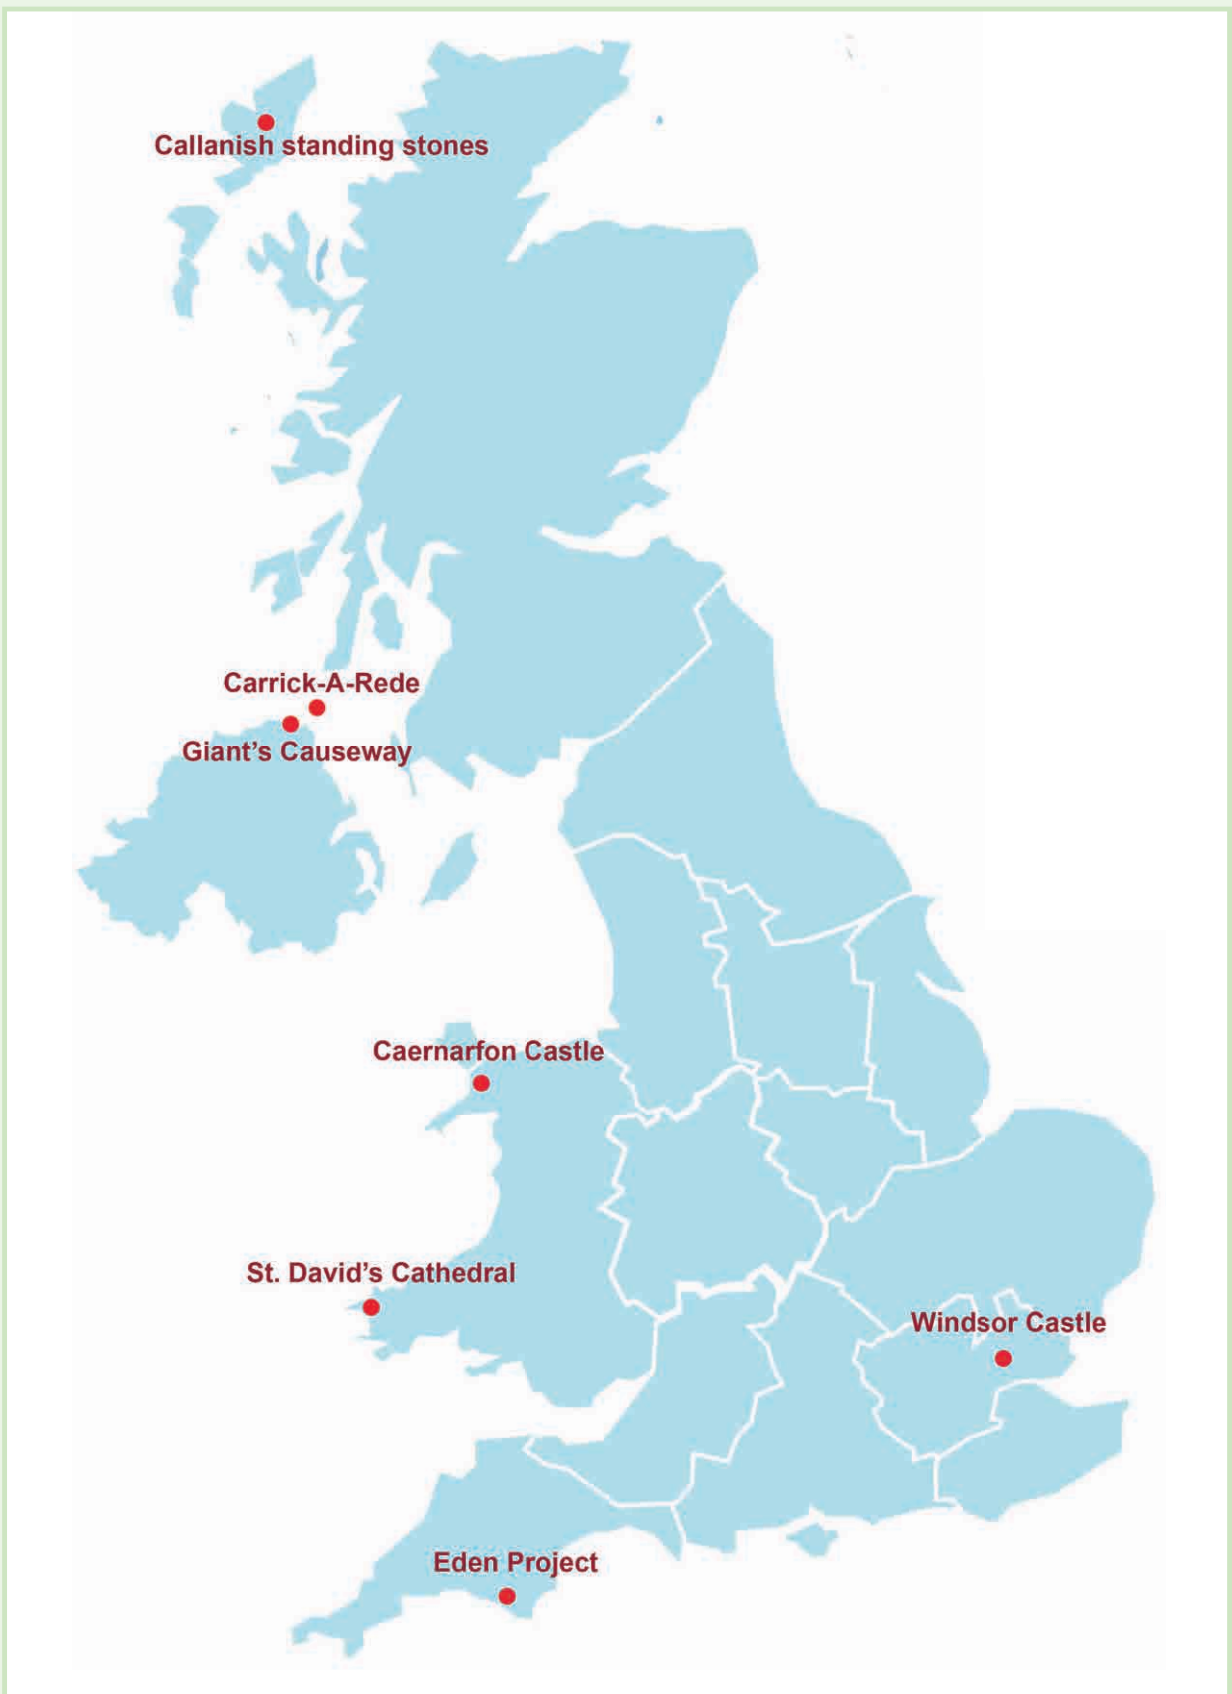 Callanish standing stones
Carrick-A-Rede
Giant’s Causeway
Caernarfon Castle
St. David’s Cathedral
Windsor Castle
Eden Project